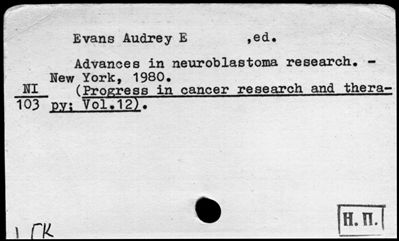 Evans Audrey E ,ed.
Advances in neuroblastoma research. -
New York, 1980.
NI (Progress in cancer research and thera-
103 py; Vol.12).
ГК
Н. П.